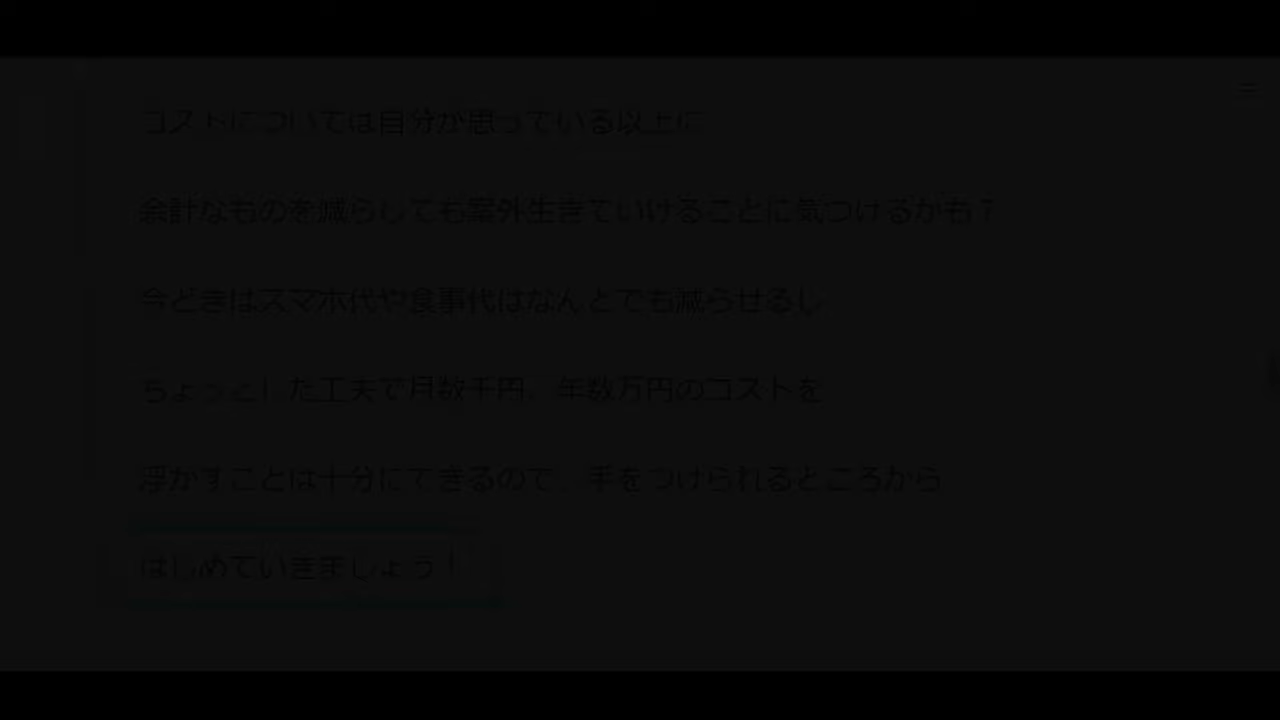 コストについては自分が思っている以上に
余計なものを減らしても案外生きていけることに気づけるかも？
今どきはスマホ代や食事代はなんとでも減らせるし
ちょっとした工夫で月数千円、年数万円のコストを
浮かすことは十分にできるので、手をつけられるところから
はじめていきましょう！